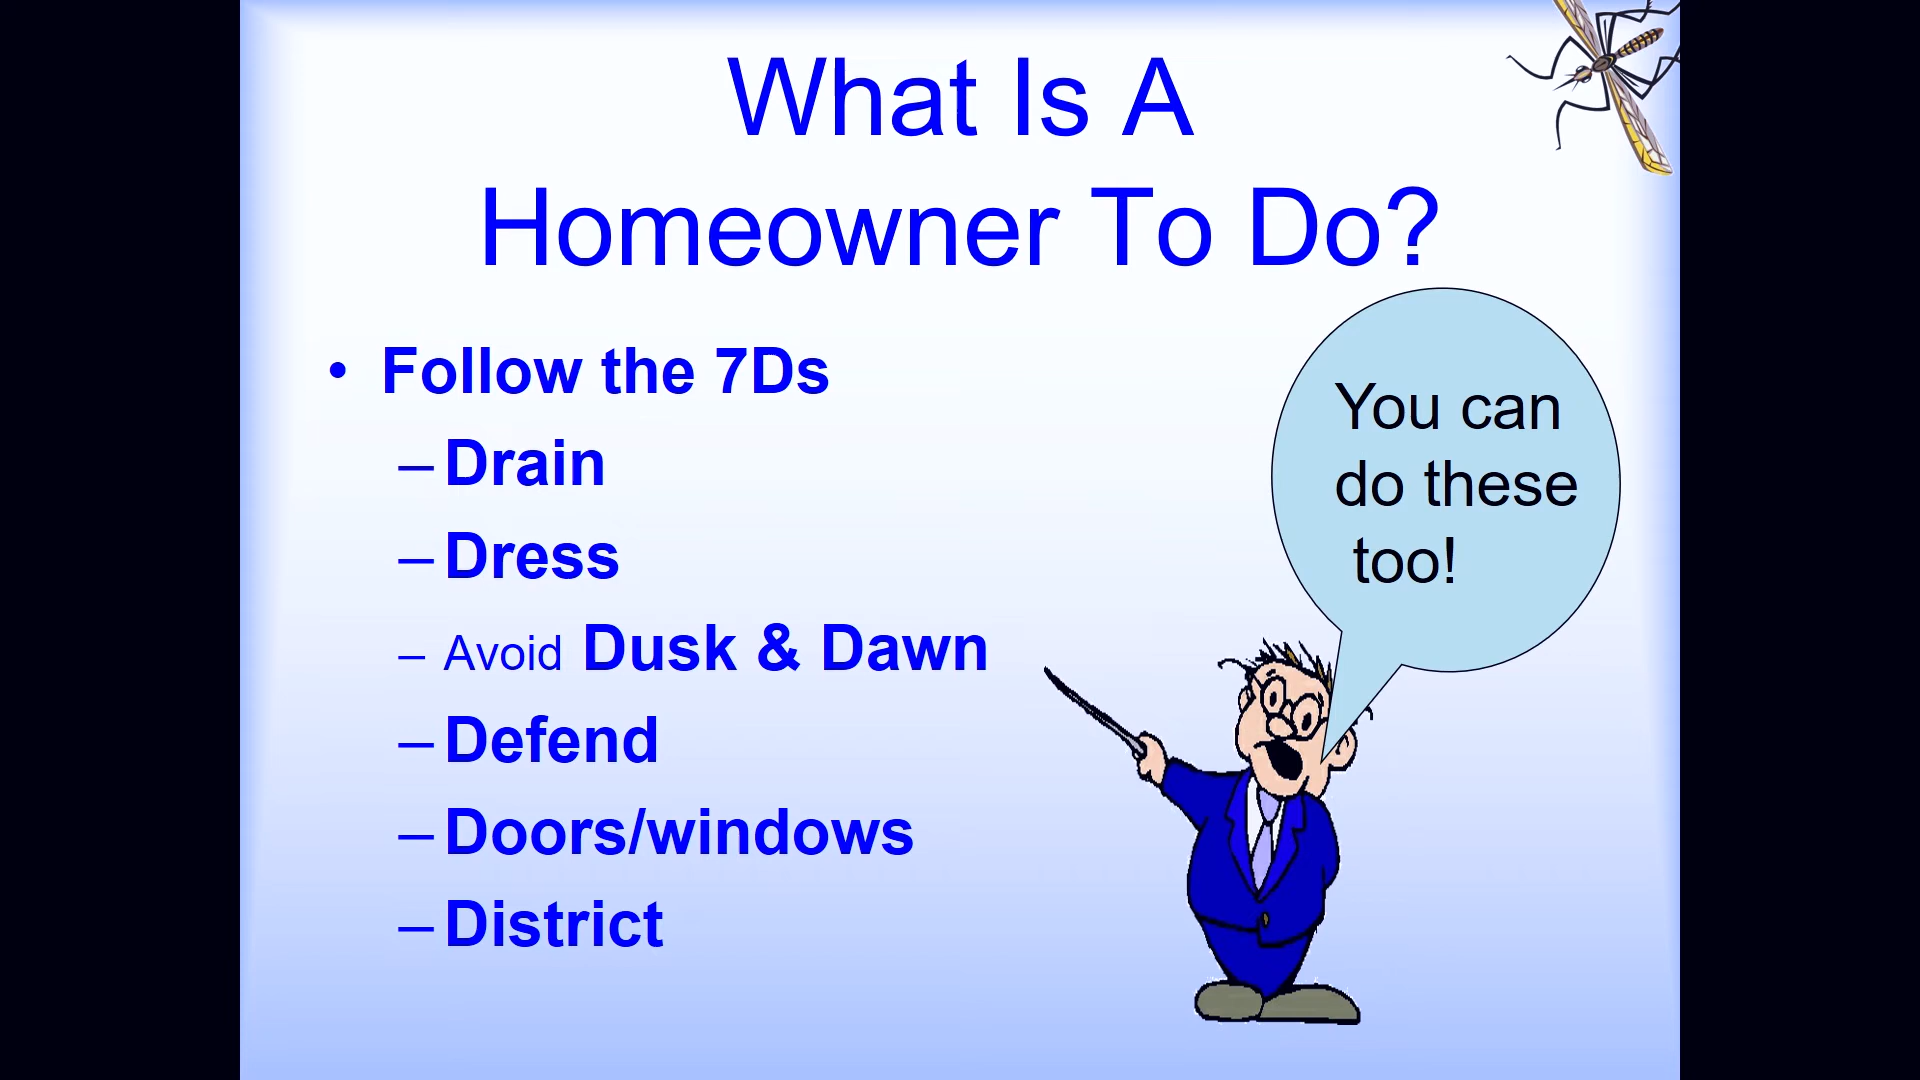 What Is A
Homeowner To Do?
• Follow the 7Ds
– Drain
– Dress
– Avoid Dusk & Dawn
– Defend
– Doors/windows
– District
You can
do these
too!